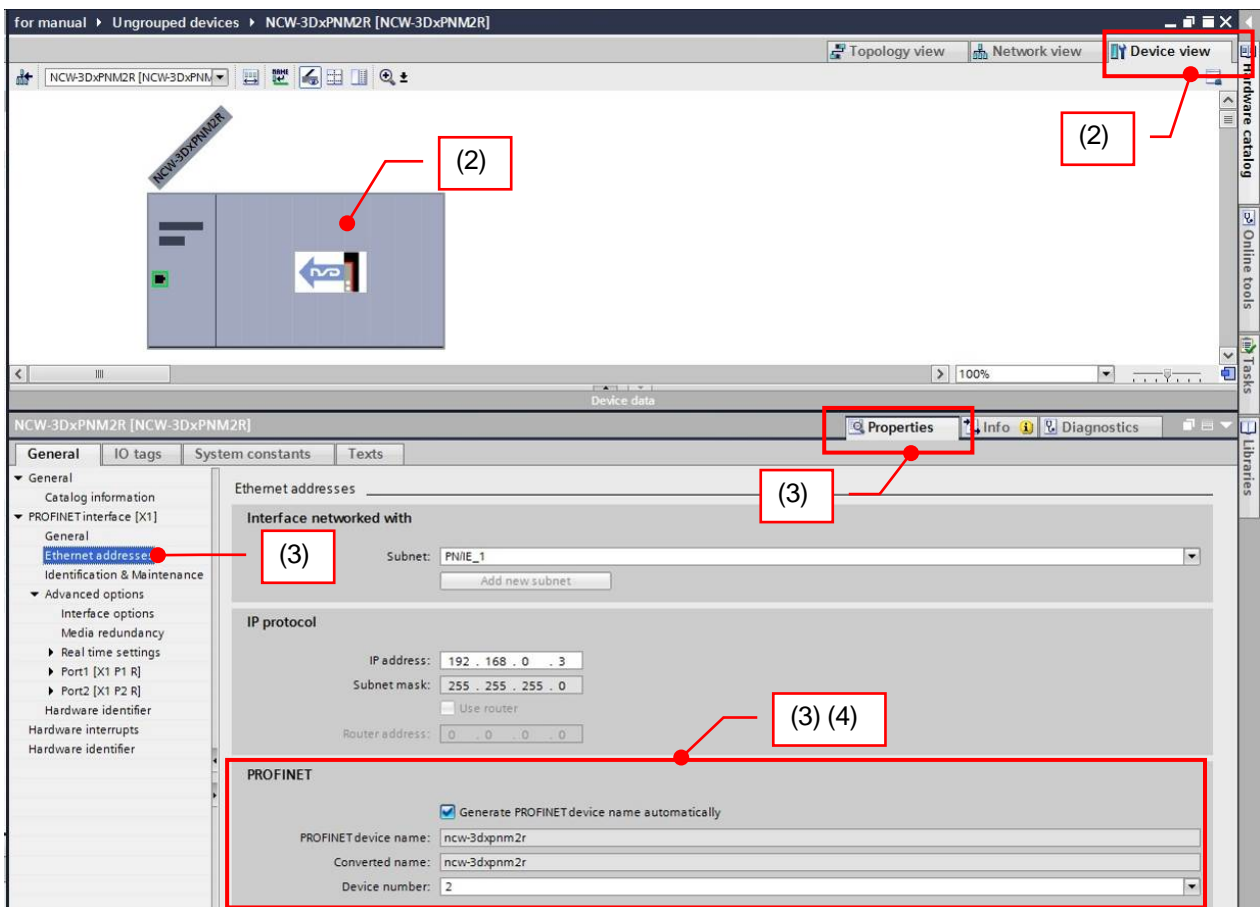 for manual ▸ Ungrouped devices ▸ NCW-3DxPNM2R [NCW-3DxPNM2R]
Topology view
Network view
Device view
NCW-3DxPNM2R [NCW-3DxPNM
NCW-3DxPNM2R
(2)
(2)
100%
Device data
Hardware catalog
Online tools
Tasks
Libraries
NCW-3DxPNM2R [NCW-3DxPNM2R]
Properties
Info
Diagnostics
General
IO tags
System constants
Texts
General
Catalog information
PROFINET interface [X1]
General
Ethernet addresses
Identification & Maintenance
Advanced options
Interface options
Media redundancy
Real time settings
Port1 [X1 P1 R]
Port2 [X1 P2 R]
Hardware identifier
Hardware interrupts
Hardware identifier
(3)
(3)
Ethernet addresses
Interface networked with
Subnet: PN/IE_1
Add new subnet
IP protocol
IP address: 192 . 168 . 0 . 3
Subnet mask: 255 . 255 . 255 . 0
Use router
Router address: 0 . 0 . 0 . 0
(3) (4)
PROFINET
Generate PROFINET device name automatically
PROFINET device name: ncw-3dxpnm2r
Converted name: ncw-3dxpnm2r
Device number: 2